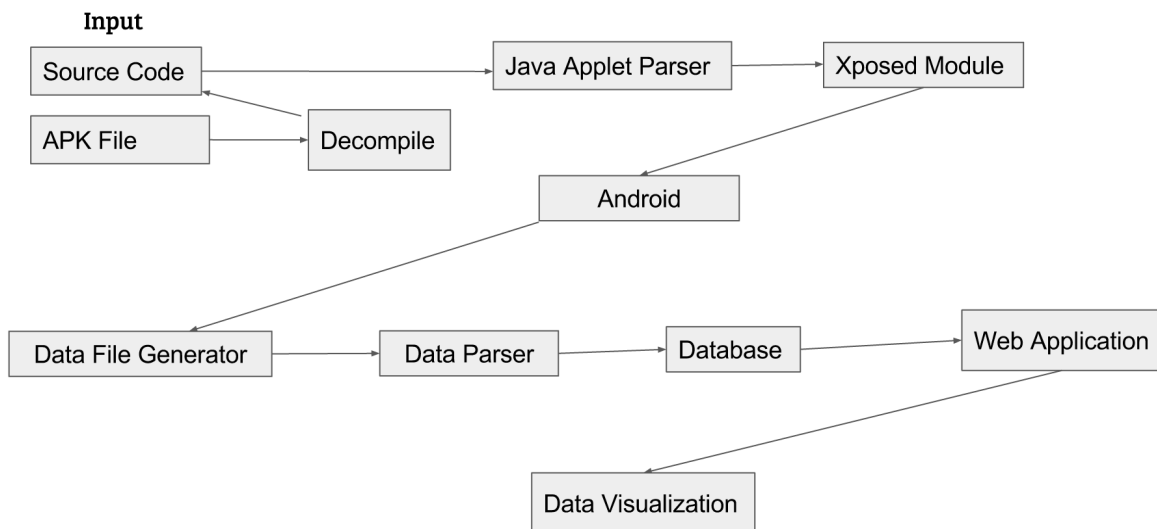 Input
Source Code
Java Applet Parser
Xposed Module
APK File
Decompile
Android
Data File Generator
Data Parser
Database
Web Application
Data Visualization